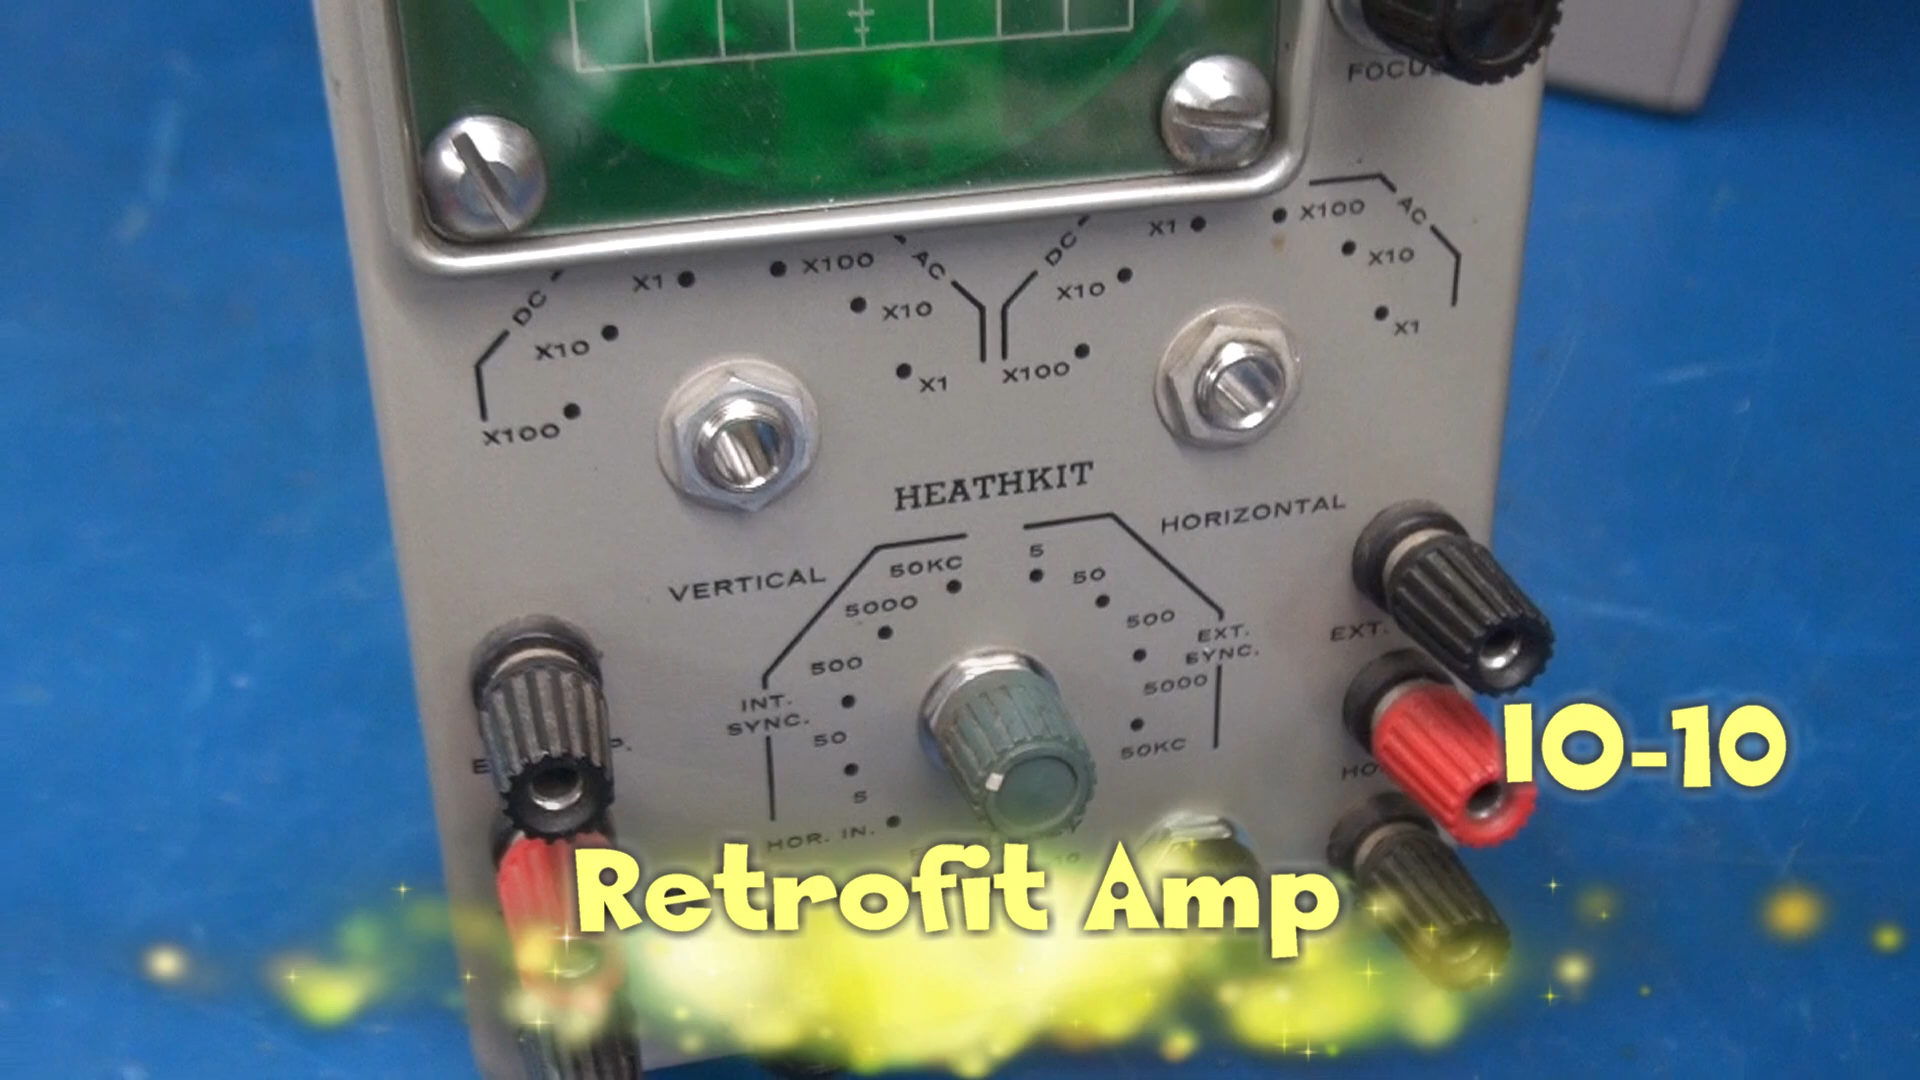 FOCUS
DC
X1
X100
AC
X10
X10
X100
X1
DC
X1
X10
X100
X100
AC
X10
X1
HEATHKIT
VERTICAL
HORIZONTAL
50KC
5000
500
INT.
SYNC.
50
5
HOR. IN.
5
50
500
EXT.
SYNC.
5000
50KC
EXT.
IO-10
Retrofit Amp